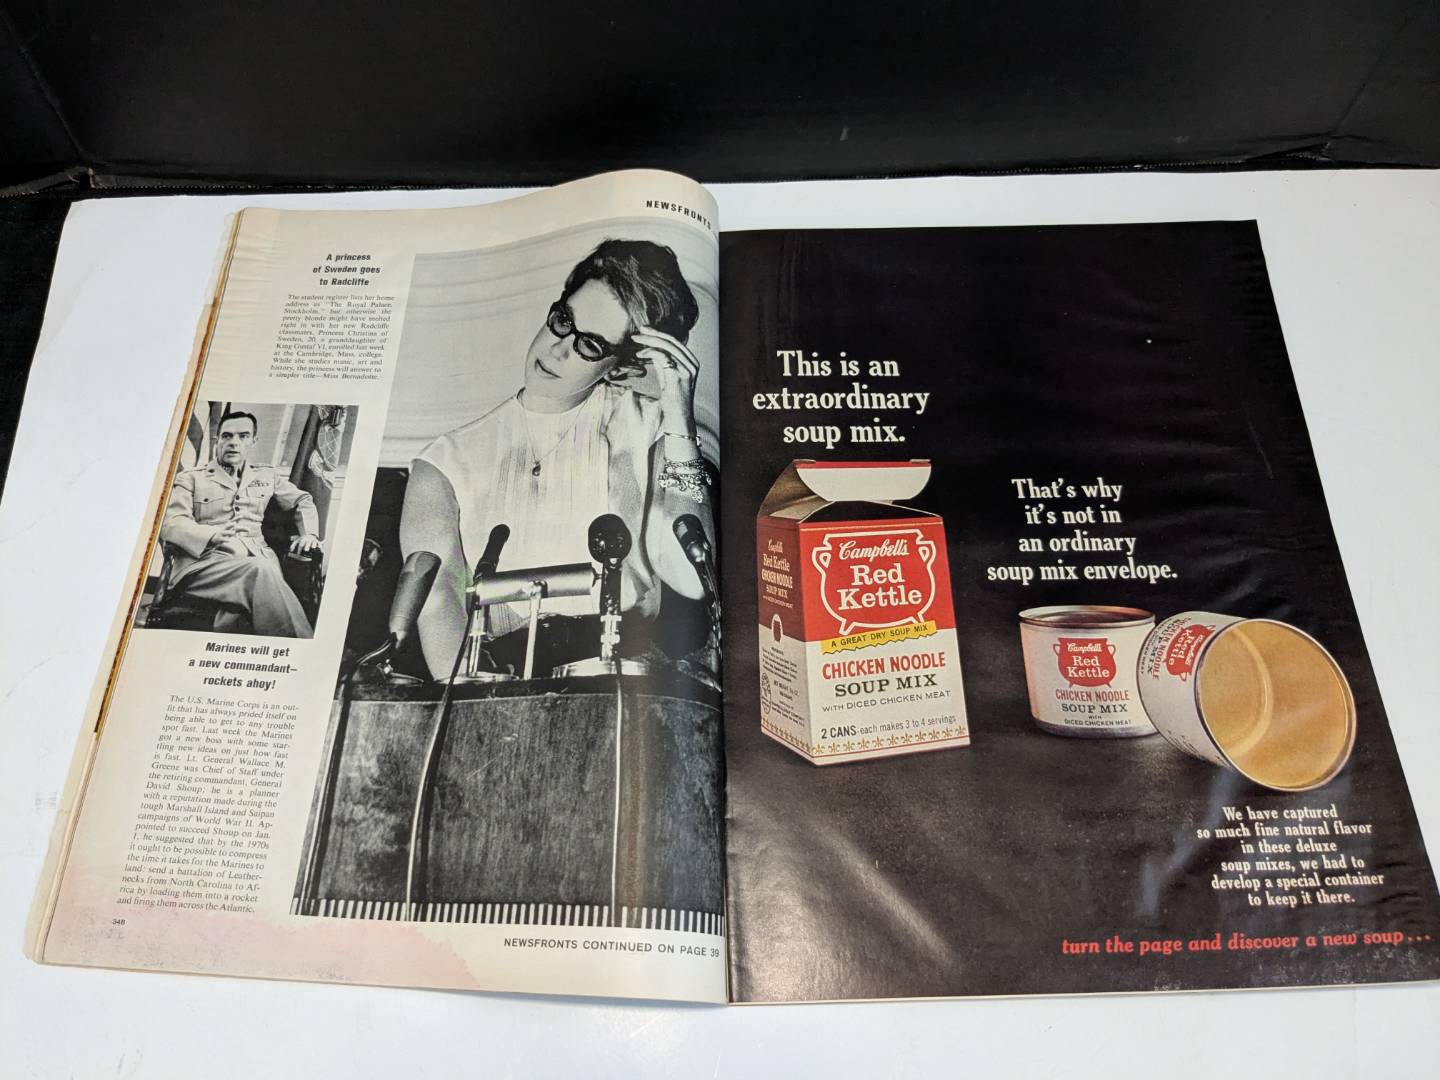 NEWSFRONTS
A princess
of Sweden goes
to Radcliffe
The student register lists her home
address as "The Royal Palace,
Stockholm," but otherwise the
pretty blonde might have melted
right in with her new Radcliffe
classmates. Princess Christina of
Sweden, 20, a granddaughter of
King Gustaf VI, enrolled last week
at the Cambridge, Mass. college.
While she studies music, art and
history, the princess will answer to
a simpler title—Miss Bernadotte.
Marines will get
a new commandant—
rockets ahoy!
The U.S. Marine Corps is an out-
fit that has always prided itself on
being able to get to any trouble
spot fast. Last week the Marines
got a new boss with some star-
tling new ideas on just how fast
is fast. Lt. General Wallace M.
Greene was Chief of Staff under
the retiring commandant, General
David Shoup; he is a planner
with a reputation made during the
tough Marshall Island and Saipan
campaigns of World War II. Ap-
pointed to succeed Shoup on Jan.
1, he suggested that by the 1970s
it ought to be possible to compress
the time it takes for the Marines to
land: send a battalion of Leather-
necks from North Carolina to Af-
rica by loading them into a rocket
and firing them across the Atlantic.
34B
NEWSFRONTS CONTINUED ON PAGE 39
This is an
extraordinary
soup mix.
Campbell's
Red Kettle
CHICKEN NOODLE
SOUP MIX
Campbell's
Red
Kettle
A GREAT DRY SOUP MIX
CHICKEN NOODLE
SOUP MIX
WITH DICED CHICKEN MEAT
2 CANS-each makes 3 to 4 servings
That's why
it's not in
an ordinary
soup mix envelope.
Campbell's
Red
Kettle
CHICKEN NOODLE
SOUP MIX
WITH
DICED CHICKEN MEAT
Red
Kettle
CHICKEN NOODLE
SOUP MIX
We have captured
so much fine natural flavor
in these deluxe
soup mixes, we had to
develop a special container
to keep it there.
turn the page and discover a new soup...